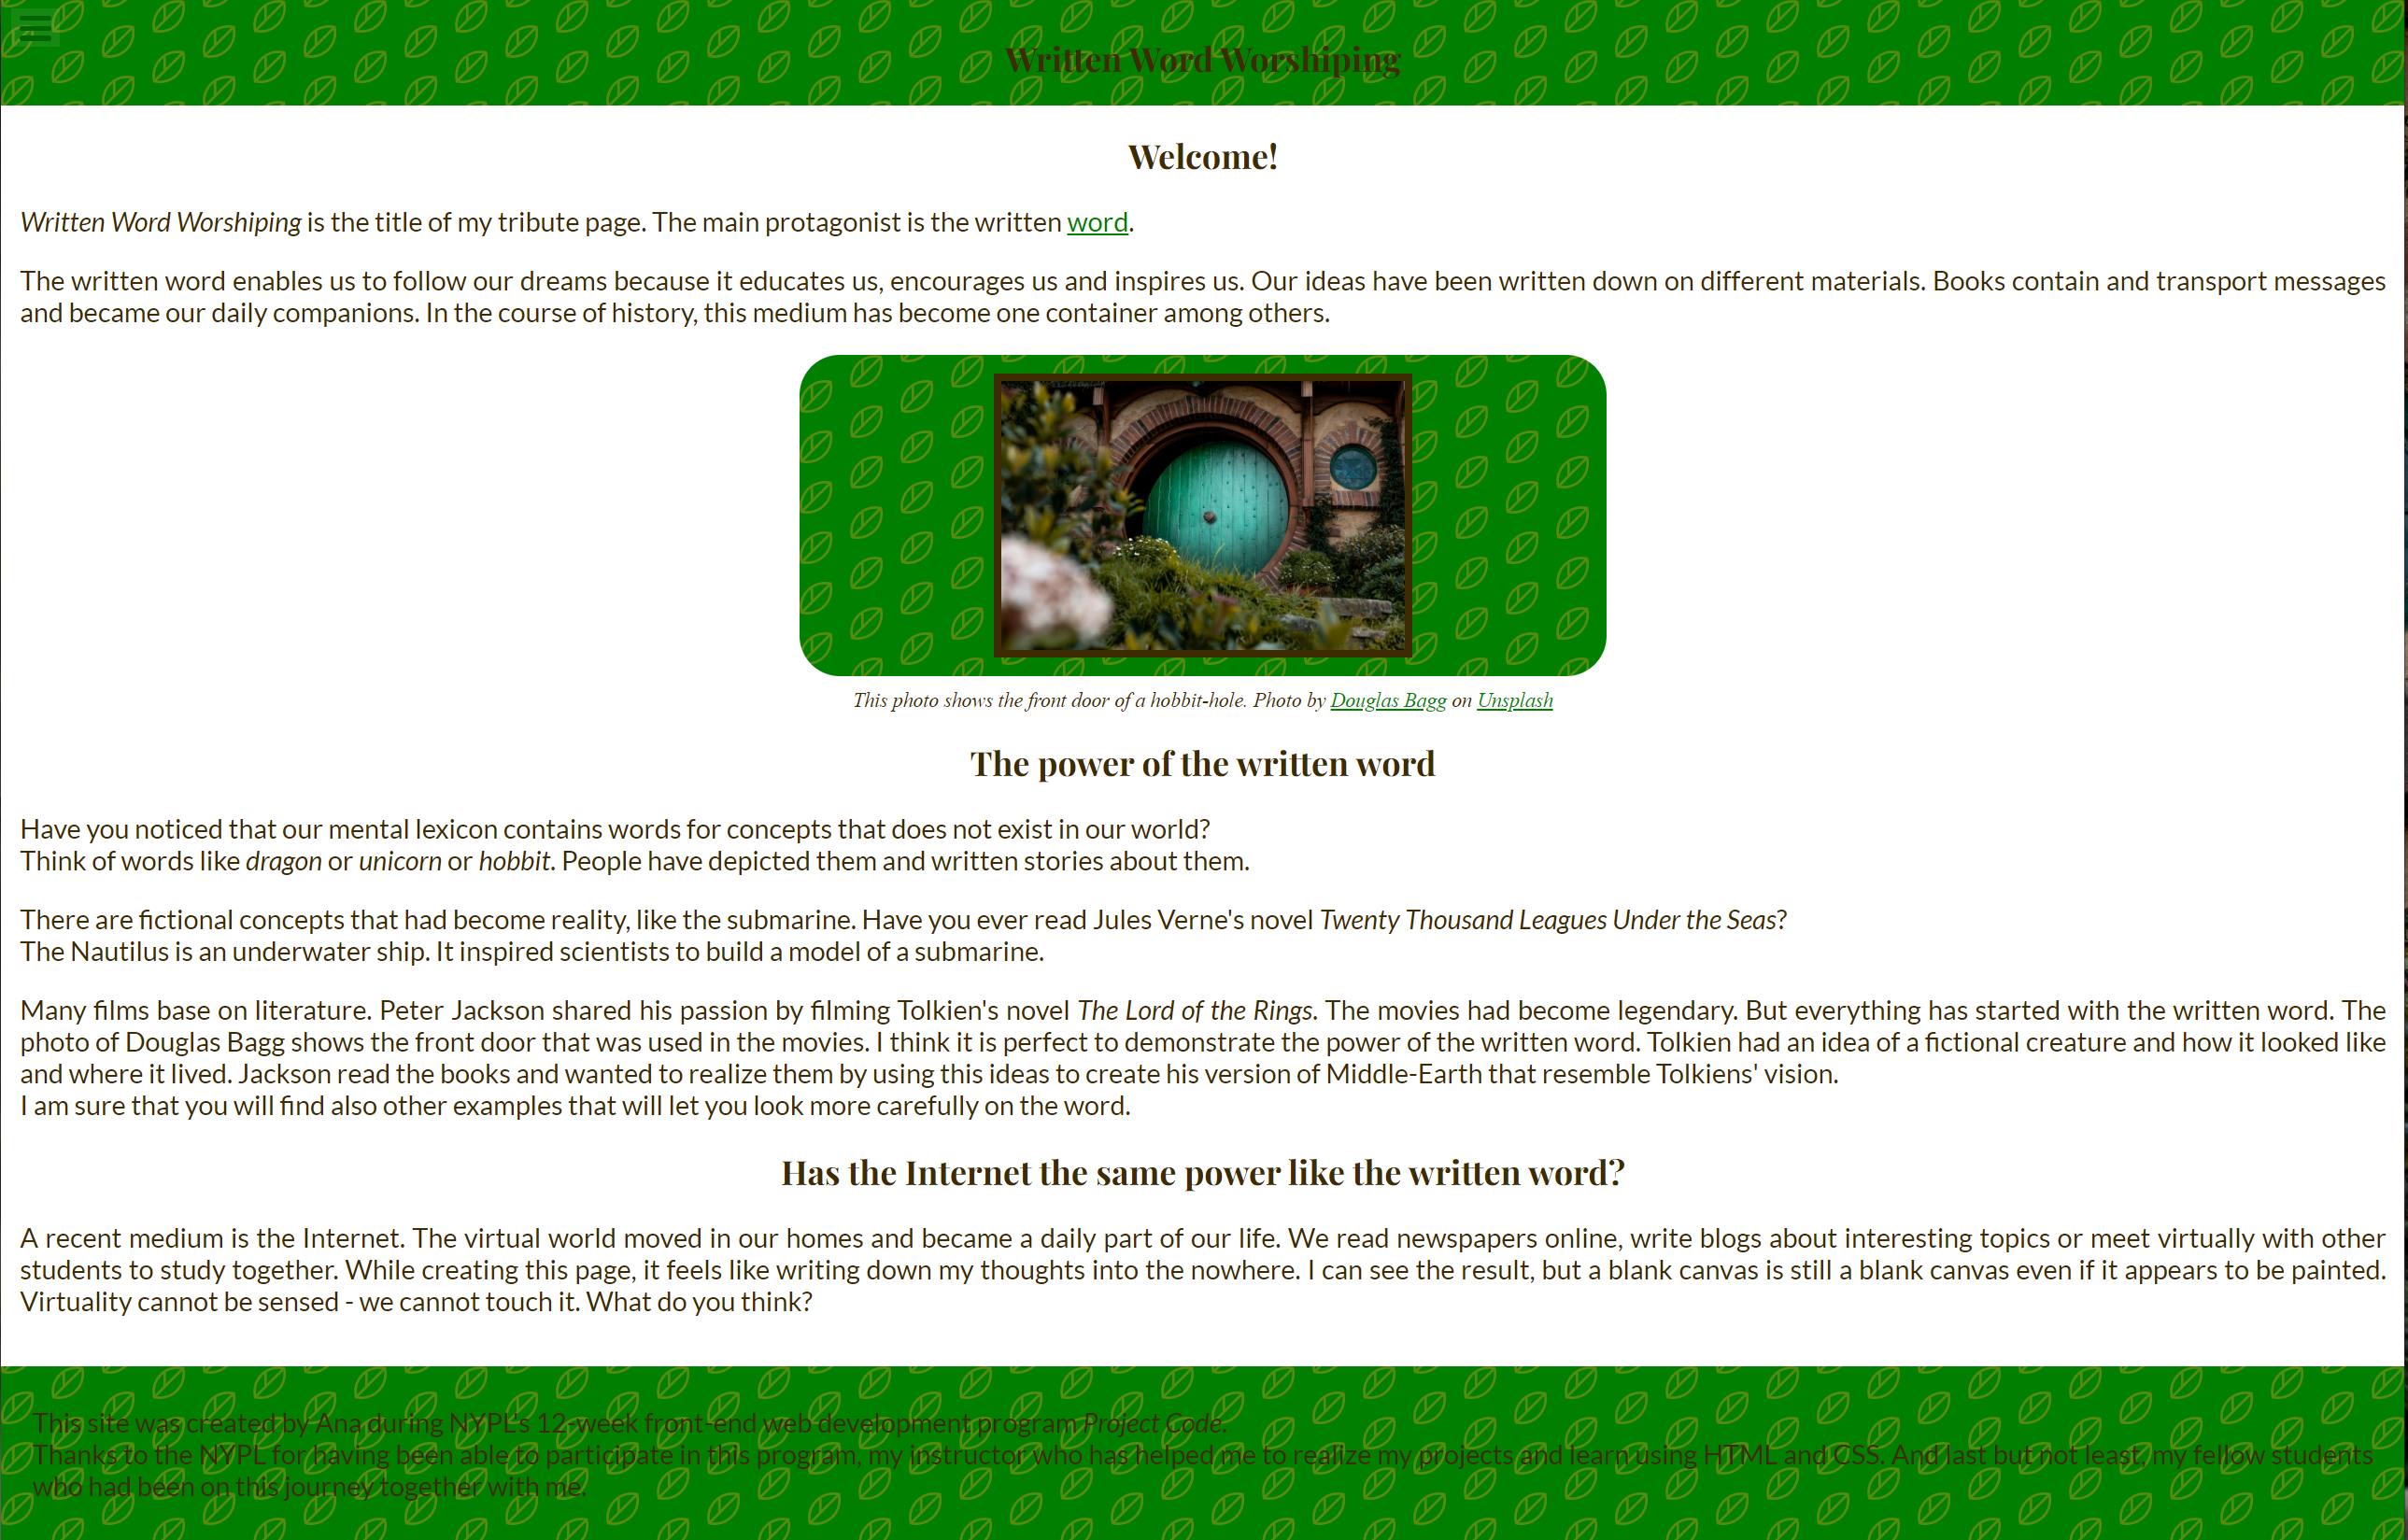 Written Word Worshiping
Welcome!
Written Word Worshiping is the title of my tribute page. The main protagonist is the written word.
The written word enables us to follow our dreams because it educates us, encourages us and inspires us. Our ideas have been written down on different materials. Books contain and transport messages
and became our daily companions. In the course of history, this medium has become one container among others.
This photo shows the front door of a hobbit-hole. Photo by Douglas Bagg on Unsplash
The power of the written word
Have you noticed that our mental lexicon contains words for concepts that does not exist in our world?
Think of words like dragon or unicorn or hobbit. People have depicted them and written stories about them.
There are fictional concepts that had become reality, like the submarine. Have you ever read Jules Verne's novel Twenty Thousand Leagues Under the Seas?
The Nautilus is an underwater ship. It inspired scientists to build a model of a submarine.
Many films base on literature. Peter Jackson shared his passion by filming Tolkien's novel The Lord of the Rings. The movies had become legendary. But everything has started with the written word. The
photo of Douglas Bagg shows the front door that was used in the movies. I think it is perfect to demonstrate the power of the written word. Tolkien had an idea of a fictional creature and how it looked like
and where it lived. Jackson read the books and wanted to realize them by using this ideas to create his version of Middle-Earth that resemble Tolkiens' vision.
I am sure that you will find also other examples that will let you look more carefully on the word.
Has the Internet the same power like the written word?
A recent medium is the Internet. The virtual world moved in our homes and became a daily part of our life. We read newspapers online, write blogs about interesting topics or meet virtually with other
students to study together. While creating this page, it feels like writing down my thoughts into the nowhere. I can see the result, but a blank canvas is still a blank canvas even if it appears to be painted.
Virtuality cannot be sensed - we cannot touch it. What do you think?
This site was created by Ana during NYPL's 12-week front-end web development program Project Code.
Thanks to the NYPL for having been able to participate in this program, my instructor who has helped me to realize my projects and learn using HTML and CSS. And last but not least, my fellow students
who had been on this journey together with me.